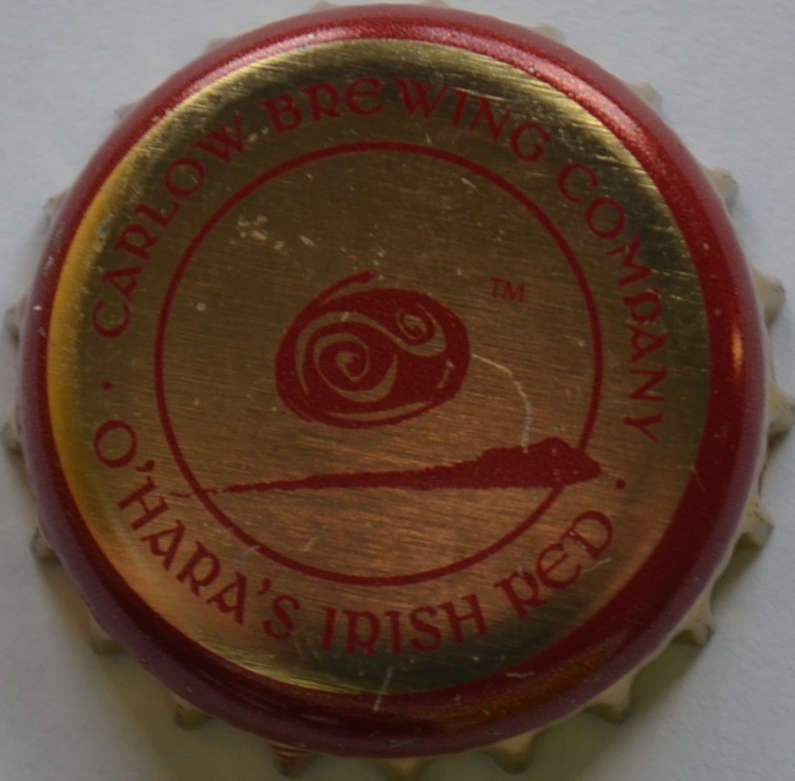 CARLOW BREWING COMPANY
TM
· O'HARA'S IRISH RED ·